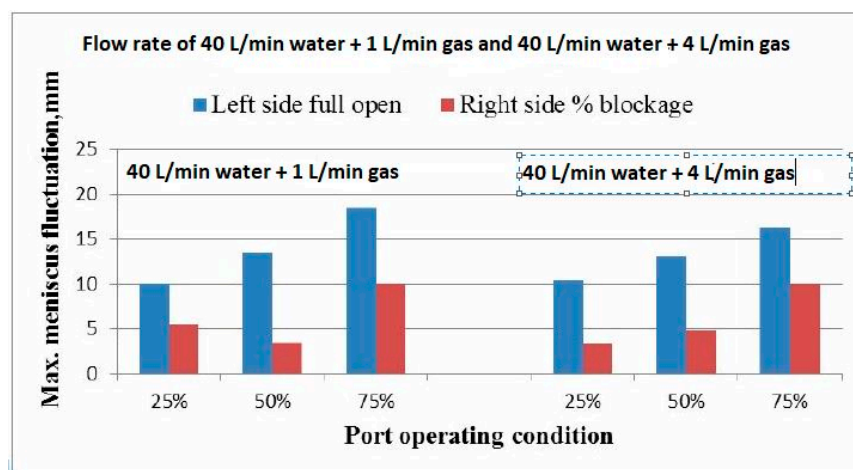 Flow rate of 40 L/min water + 1 L/min gas and 40 L/min water + 4 L/min gas
Left side full open Right side % blockage
Max. meniscus fluctuation,mm
25
20
15
10
5
0
40 L/min water + 1 L/min gas 40 L/min water + 4 L/min gas
25% 50% 75% 25% 50% 75%
Port operating condition